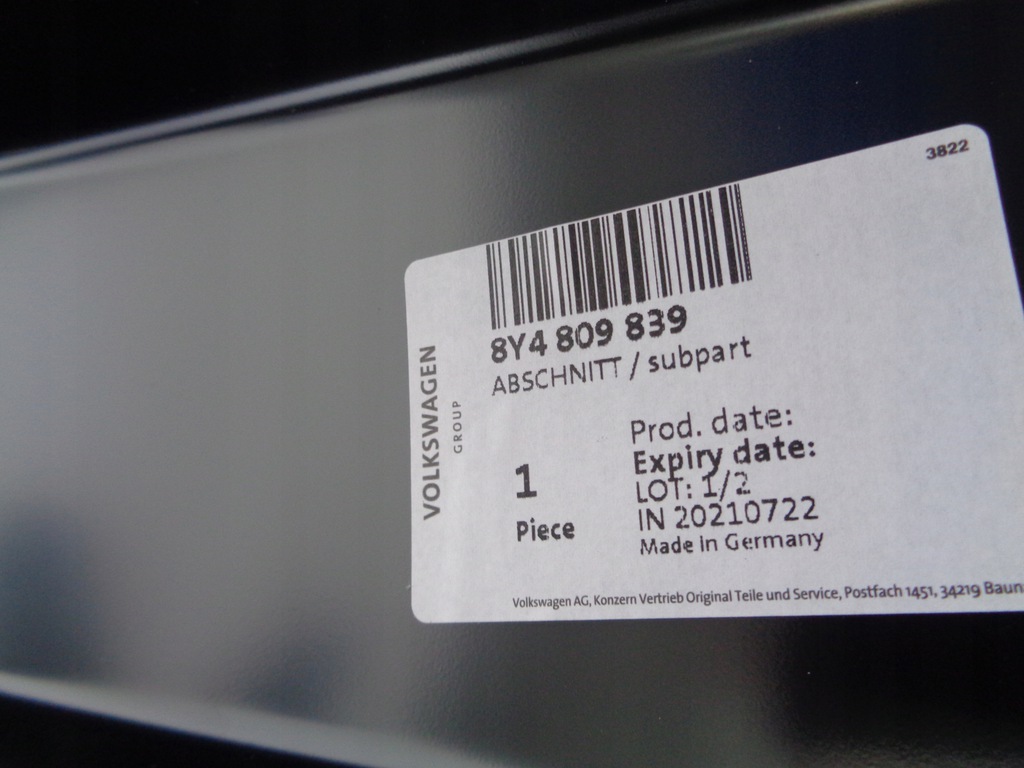 3822
8Y4 809 839
ABSCHNITT / subpart
VOLKSWAGEN
GROUP
1
Piece
Prod. date:
Expiry date:
LOT: 1/2
IN 20210722
Made in Germany
Volkswagen AG, Konzern Vertrieb Original Teile und Service, Postfach 1451, 34219